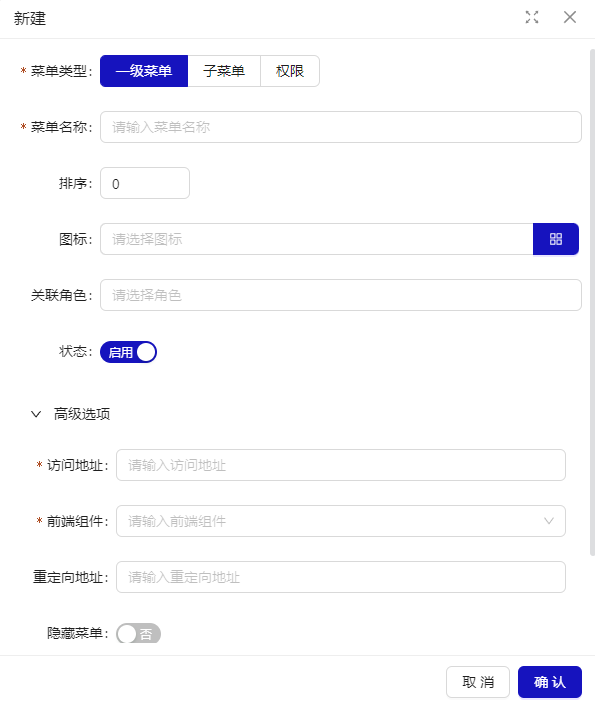 新建
* 菜单类型: 一级菜单 子菜单 权限
* 菜单名称: 请输入菜单名称
排序: 0
图标: 请选择图标
关联角色: 请选择角色
状态: 启用
高级选项
* 访问地址: 请输入访问地址
* 前端组件: 请输入前端组件
重定向地址: 请输入重定向地址
隐藏菜单: 否
取 消 确 认